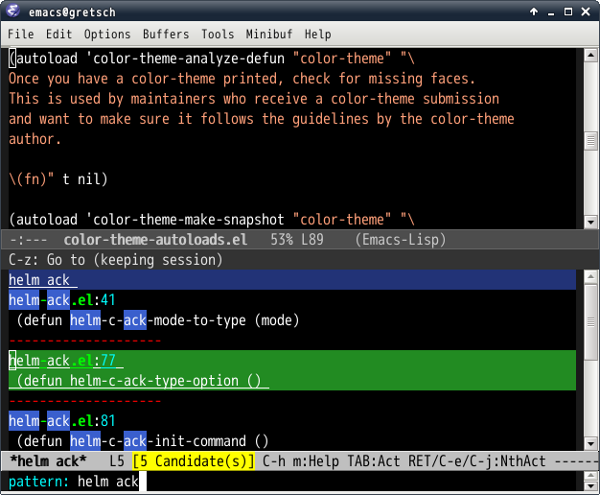 emacs@gretsch
File Edit Options Buffers Tools Minibuf Help
(autoload 'color-theme-analyze-defun "color-theme" "\
Once you have a color-theme printed, check for missing faces.
This is used by maintainers who receive a color-theme submission
and want to make sure it follows the guidelines by the color-theme
author.
\(fn)" t nil)
(autoload 'color-theme-make-snapshot "color-theme" "\
-:--- color-theme-autoloads.el 53% L89 (Emacs-Lisp)
C-z: Go to (keeping session)
helm ack
helm-ack.el:41
(defun helm-c-ack-mode-to-type (mode)
--------------------
helm-ack.el:77
(defun helm-c-ack-type-option ()
--------------------
helm-ack.el:81
(defun helm-c-ack-init-command ()
*helm ack* L5 [5 Candidate(s)] C-h m:Help TAB:Act RET/C-e/C-j:NthAct ------
pattern: helm ack